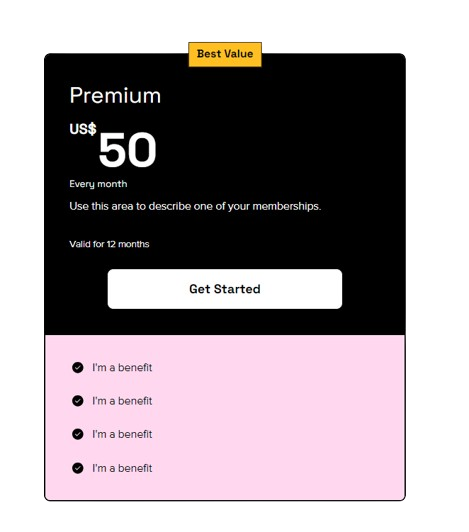 Best Value
Premium
US$
50
Every month
Use this area to describe one of your memberships.
Valid for 12 months
Get Started
I'm a benefit
I'm a benefit
I'm a benefit
I'm a benefit